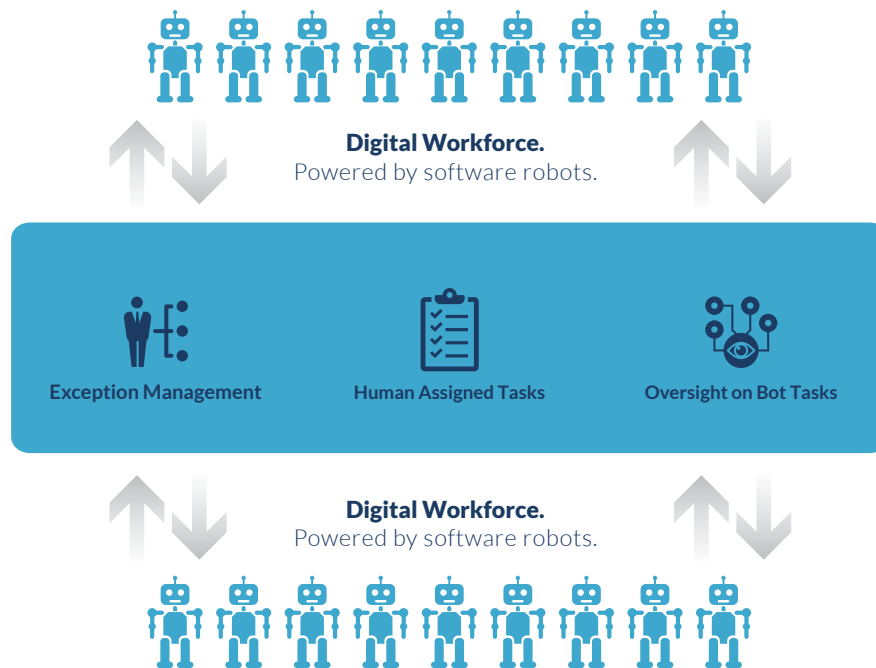 Digital Workforce.
Powered by software robots.
Exception Management
Human Assigned Tasks
Oversight on Bot Tasks
Digital Workforce.
Powered by software robots.